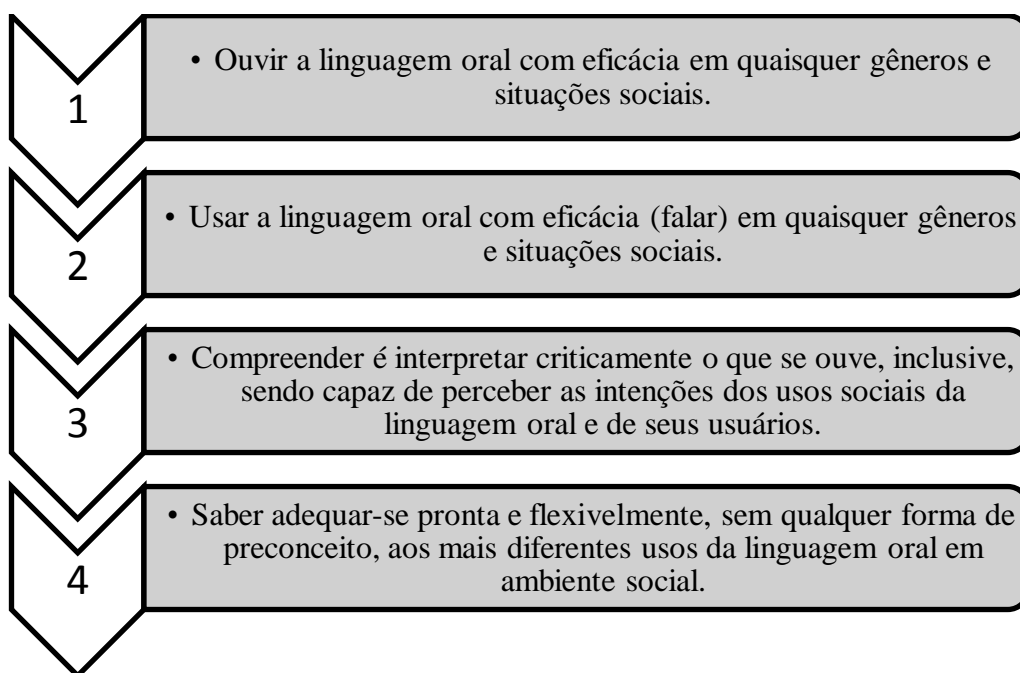 1
• Ouvir a linguagem oral com eficácia em quaisquer gêneros e
situações sociais.
2
• Usar a linguagem oral com eficácia (falar) em quaisquer gêneros
e situações sociais.
3
• Compreender é interpretar criticamente o que se ouve, inclusive,
sendo capaz de perceber as intenções dos usos sociais da
linguagem oral e de seus usuários.
4
• Saber adequar-se pronta e flexivelmente, sem qualquer forma de
preconceito, aos mais diferentes usos da linguagem oral em
ambiente social.